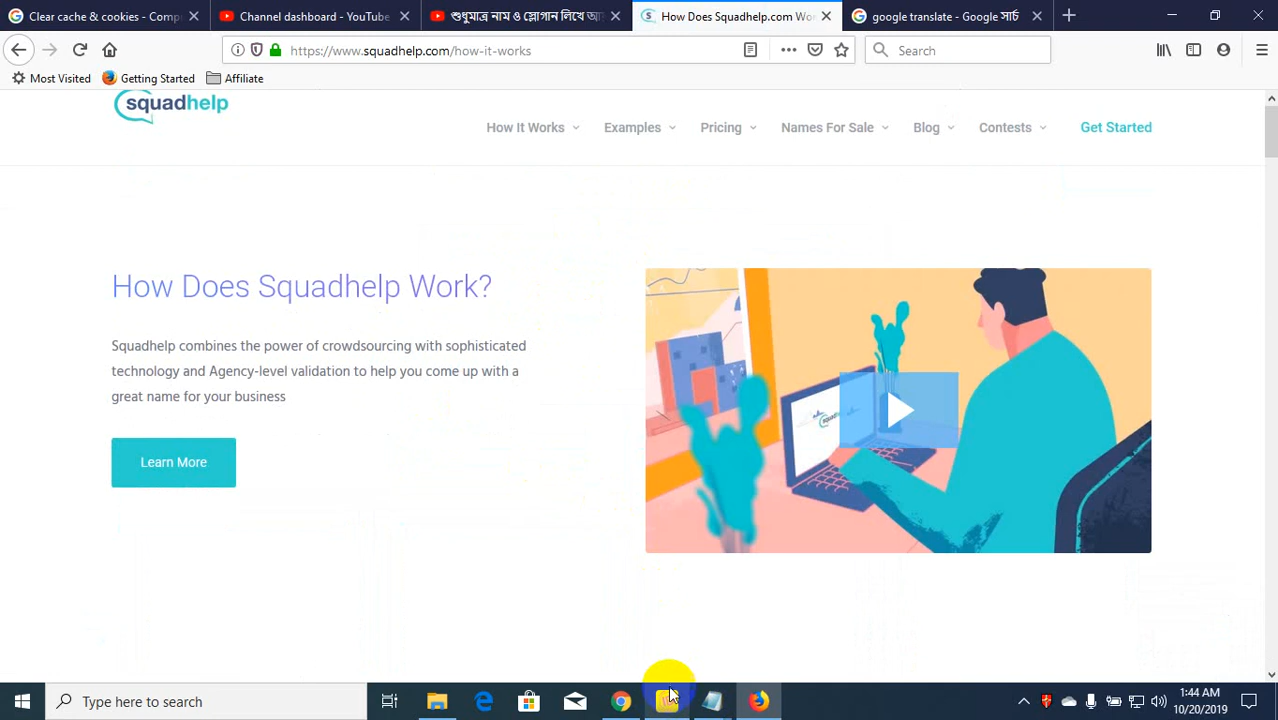 Clear cache & cookies - Comp
Channel dashboard - YouTube
শুধুমাত্র নাম ও স্লোগান লিখে আয়
How Does Squadhelp.com Wo
google translate - Google সার্চ
https://www.squadhelp.com/how-it-works
Search
Most Visited
Getting Started
Affiliate
squadhelp
How It Works
Examples
Pricing
Names For Sale
Blog
Contests
Get Started
How Does Squadhelp Work?
Squadhelp combines the power of crowdsourcing with sophisticated
technology and Agency-level validation to help you come up with a
great name for your business
Learn More
Type here to search
1:44 AM
10/20/2019